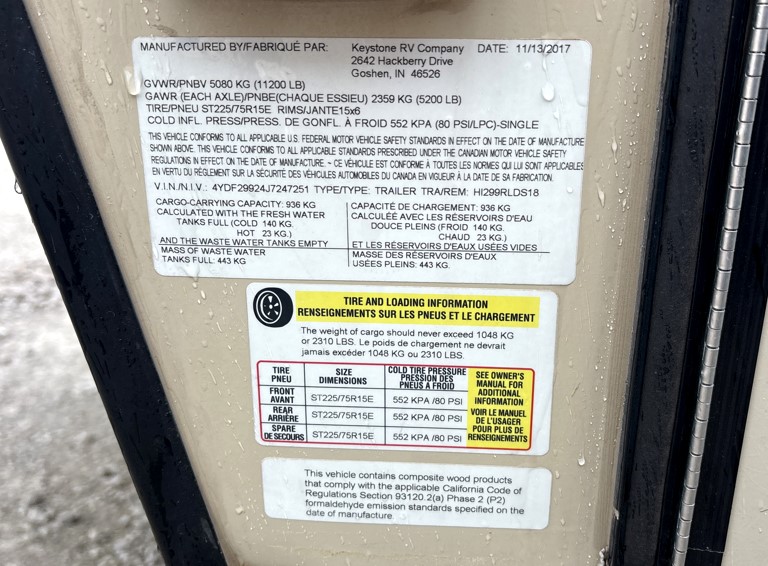 MANUFACTURED BY/FABRIQUÉ PAR: Keystone RV Company DATE: 11/13/2017
2642 Hackberry Drive
Goshen, IN 46526
GVWR/PNBV 5080 KG (11200 LB)
GAWR (EACH AXLE)/PNBE(CHAQUE ESSIEU) 2359 KG (5200 LB)
TIRE/PNEU ST225/75R15E RIMS/JANTE15x6
COLD INFL. PRESS/PRESS. DE GONFL. À FROID 552 KPA (80 PSI/LPC)-SINGLE
THIS VEHICLE CONFORMS TO ALL APPLICABLE U.S. FEDERAL MOTOR VEHICLE SAFETY STANDARDS IN EFFECT ON THE DATE OF MANUFACTURE
SHOWN ABOVE. THIS VEHICLE CONFORMS TO ALL APPLICABLE STANDARDS PRESCRIBED UNDER THE CANADIAN MOTOR VEHICLE SAFETY
REGULATIONS IN EFFECT ON THE DATE OF MANUFACTURE. ~ CE VÉHICULE EST CONFORME À TOUTES LES NORMES QUI LUI SONT APPLICABLES
EN VERTU DU RÉGLEMENT SUR LA SÉCURITÉ DES VÉHICULES AUTOMOBILES DU CANADA EN VIGUEUR À LA DATE DE SA FABRICATION.
V.I.N./N.I.V.: 4YDF29924J7247251 TYPE/TYPE: TRAILER TRA/REM: HI299RLDS18
CARGO-CARRYING CAPACITY: 936 KG
CALCULATED WITH THE FRESH WATER
TANKS FULL (COLD 140 KG.
HOT 23 KG.)
AND THE WASTE WATER TANKS EMPTY
MASS OF WASTE WATER
TANKS FULL: 443 KG.
CAPACITÉ DE CHARGEMENT: 936 KG
CALCULÉE AVEC LES RÉSERVOIRS D'EAU
DOUCE PLEINS (FROID 140 KG.
CHAUD 23 KG.)
ET LES RÉSERVOIRS D'EAUX USÉES VIDES
MASSE DES RÉSERVOIRS D'EAUX
USÉES PLEINS: 443 KG.
TIRE AND LOADING INFORMATION
RENSEIGNEMENTS SUR LES PNEUS ET LE CHARGEMENT
The weight of cargo should never exceed 1048 KG
or 2310 LBS. Le poids de chargement ne devrait
jamais excéder 1048 KG ou 2310 LBS.
TIRE
PNEU
SIZE
DIMENSIONS
COLD TIRE PRESSURE
PRESSION DES
PNEUS A FROID
FRONT
AVANT
ST225/75R15E
552 KPA /80 PSI
REAR
ARRIÈRE
ST225/75R15E
552 KPA /80 PSI
SPARE
DE SECOURS
ST225/75R15E
552 KPA /80 PSI
SEE OWNER'S
MANUAL FOR
ADDITIONAL
INFORMATION
VOIR LE MANUEL
DE L'USAGER
POUR PLUS DE
RENSEIGNEMENTS
This vehicle contains composite wood products
that comply with the applicable California Code of
Regulations Section 93120.2(a) Phase 2 (P2)
formaldehyde emission standards specified on the
date of manufacture